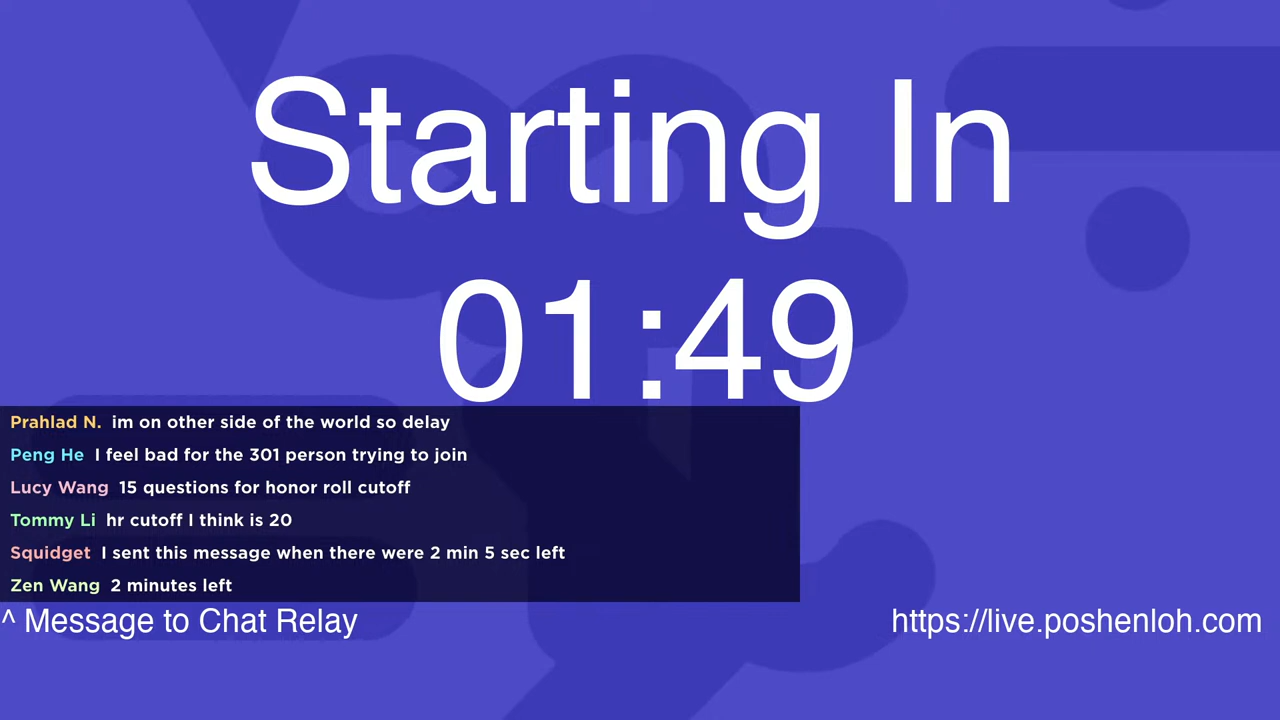 Starting In
01:49
Prahlad N. im on other side of the world so delay
Peng He I feel bad for the 301 person trying to join
Lucy Wang 15 questions for honor roll cutoff
Tommy Li hr cutoff I think is 20
Squidget I sent this message when there were 2 min 5 sec left
Zen Wang 2 minutes left
^ Message to Chat Relay
https://live.poshenloh.com